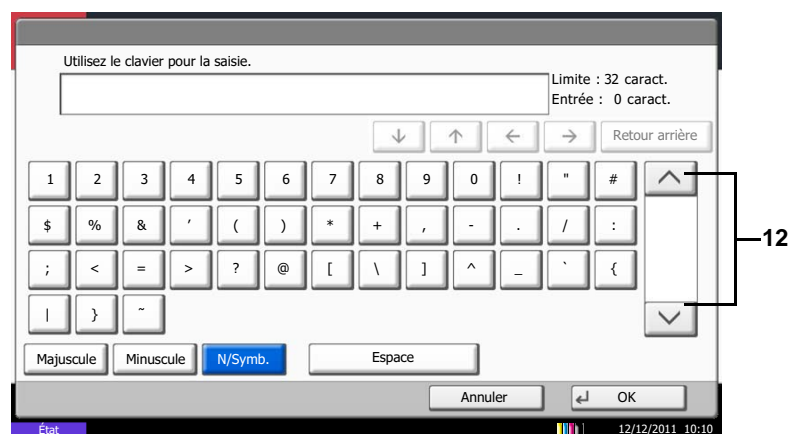 Utilisez le clavier pour la saisie.
Limite : 32 caract.
Entrée : 0 caract.
↓ ↑ ← → Retour arrière
1 2 3 4 5 6 7 8 9 0 ! " #
$ % & ′ ( ) * + , - . / :
; < = > ? @ [ \ ] ^ _ ` {
| } ~
12
Majuscule Minuscule N/Symb. Espace
Annuler ↵ OK
État 12/12/2011 10:10